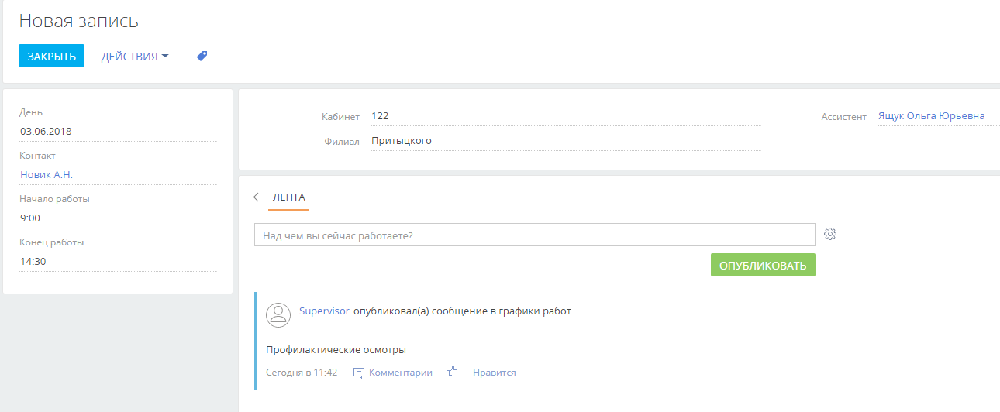 Новая запись
ЗАКРЫТЬ ДЕЙСТВИЯ
День
03.06.2018
Контакт
Новик А.Н.
Начало работы
9:00
Конец работы
14:30
Кабинет 122 Ассистент Ящук Ольга Юрьевна
Филиал Притыцкого
ЛЕНТА
Над чем вы сейчас работаете?
ОПУБЛИКОВАТЬ
Supervisor опубликовал(а) сообщение в графики работ
Профилактические осмотры
Сегодня в 11:42 Комментарии Нравится